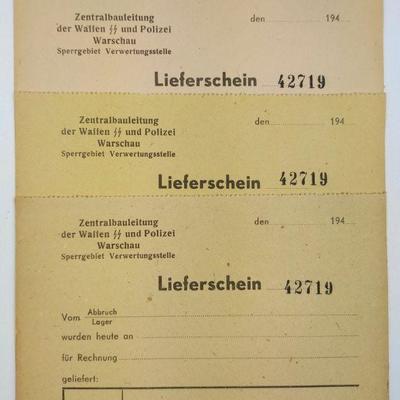 Zentralbauleitung
der Waffen ᛋᛋ und Polizei
Warschau
Sperrgebiet Verwertungsstelle
den 194
Lieferschein 42719
Zentralbauleitung
der Waffen ᛋᛋ und Polizei
Warschau
Sperrgebiet Verwertungsstelle
den 194
Lieferschein 42719
Zentralbauleitung
der Waffen ᛋᛋ und Polizei
Warschau
Sperrgebiet Verwertungsstelle
den 194
Lieferschein 42719
Vom Abbruch
Lager
wurden heute an
für Rechnung
geliefert: